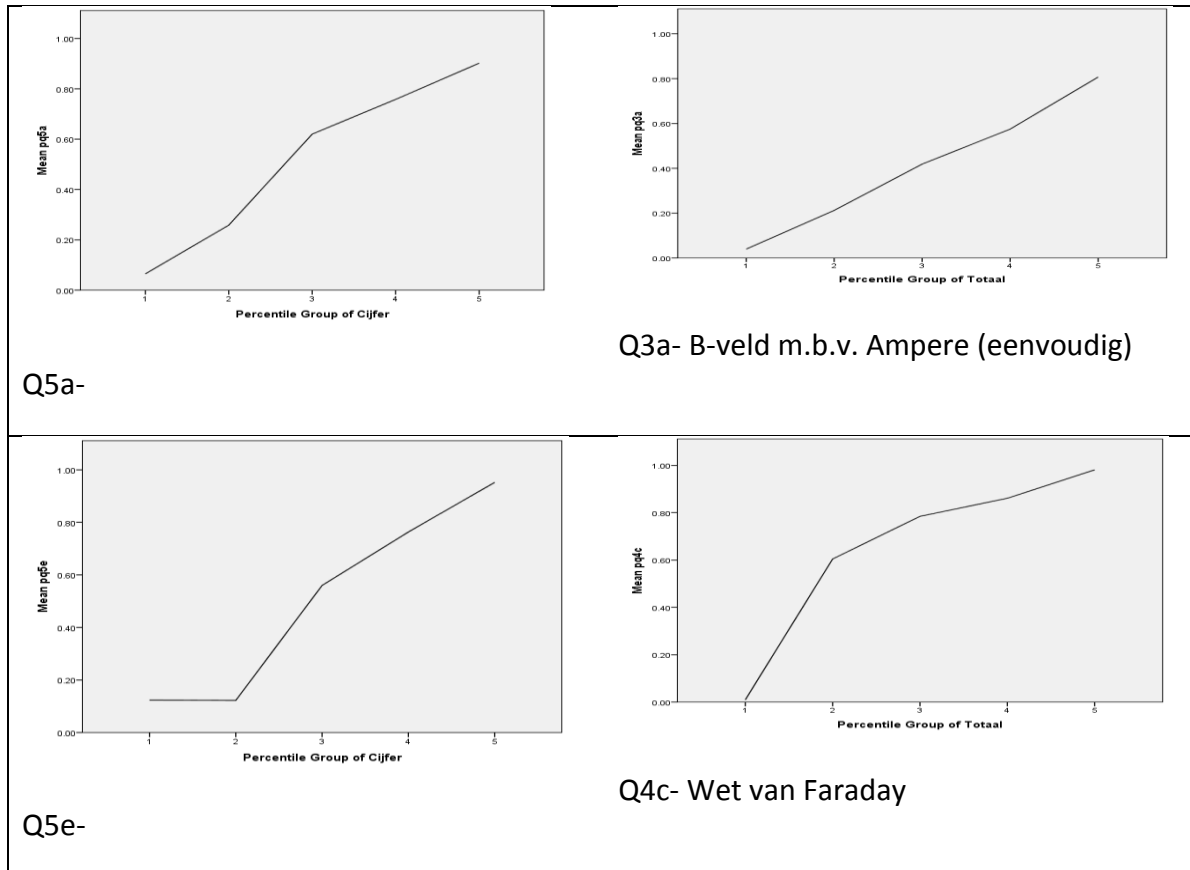 1.00
0.80
0.60
0.40
0.20
0.00
Mean pq5a
1 2 3 4 5
Percentile Group of Cijfer
Q5a-
1.00
0.80
0.60
0.40
0.20
0.00
Mean pq3a
1 2 3 4 5
Percentile Group of Totaal
Q3a- B-veld m.b.v. Ampere (eenvoudig)
1.00
0.80
0.60
0.40
0.20
0.00
Mean pq5e
1 2 3 4 5
Percentile Group of Cijfer
Q5e-
1.00
0.80
0.60
0.40
0.20
0.00
Mean pq4c
1 2 3 4 5
Percentile Group of Totaal
Q4c- Wet van Faraday